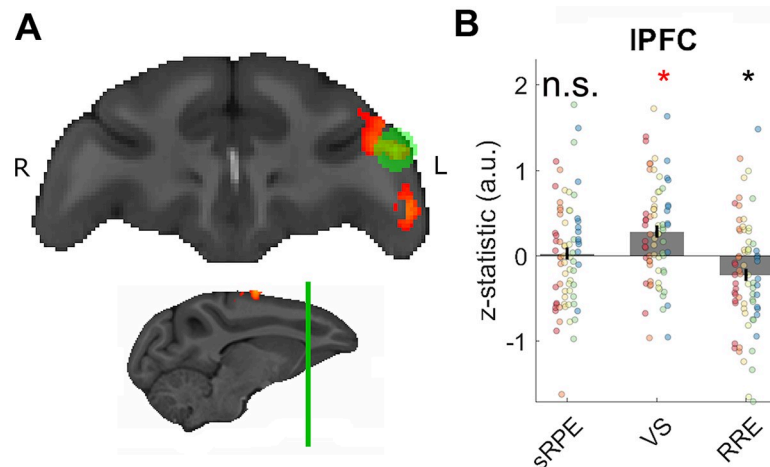 A
R
L
B
lPFC
n.s.
*
*
z-statistic (a.u.)
2
1
0
-1
sRPE
VS
RRE